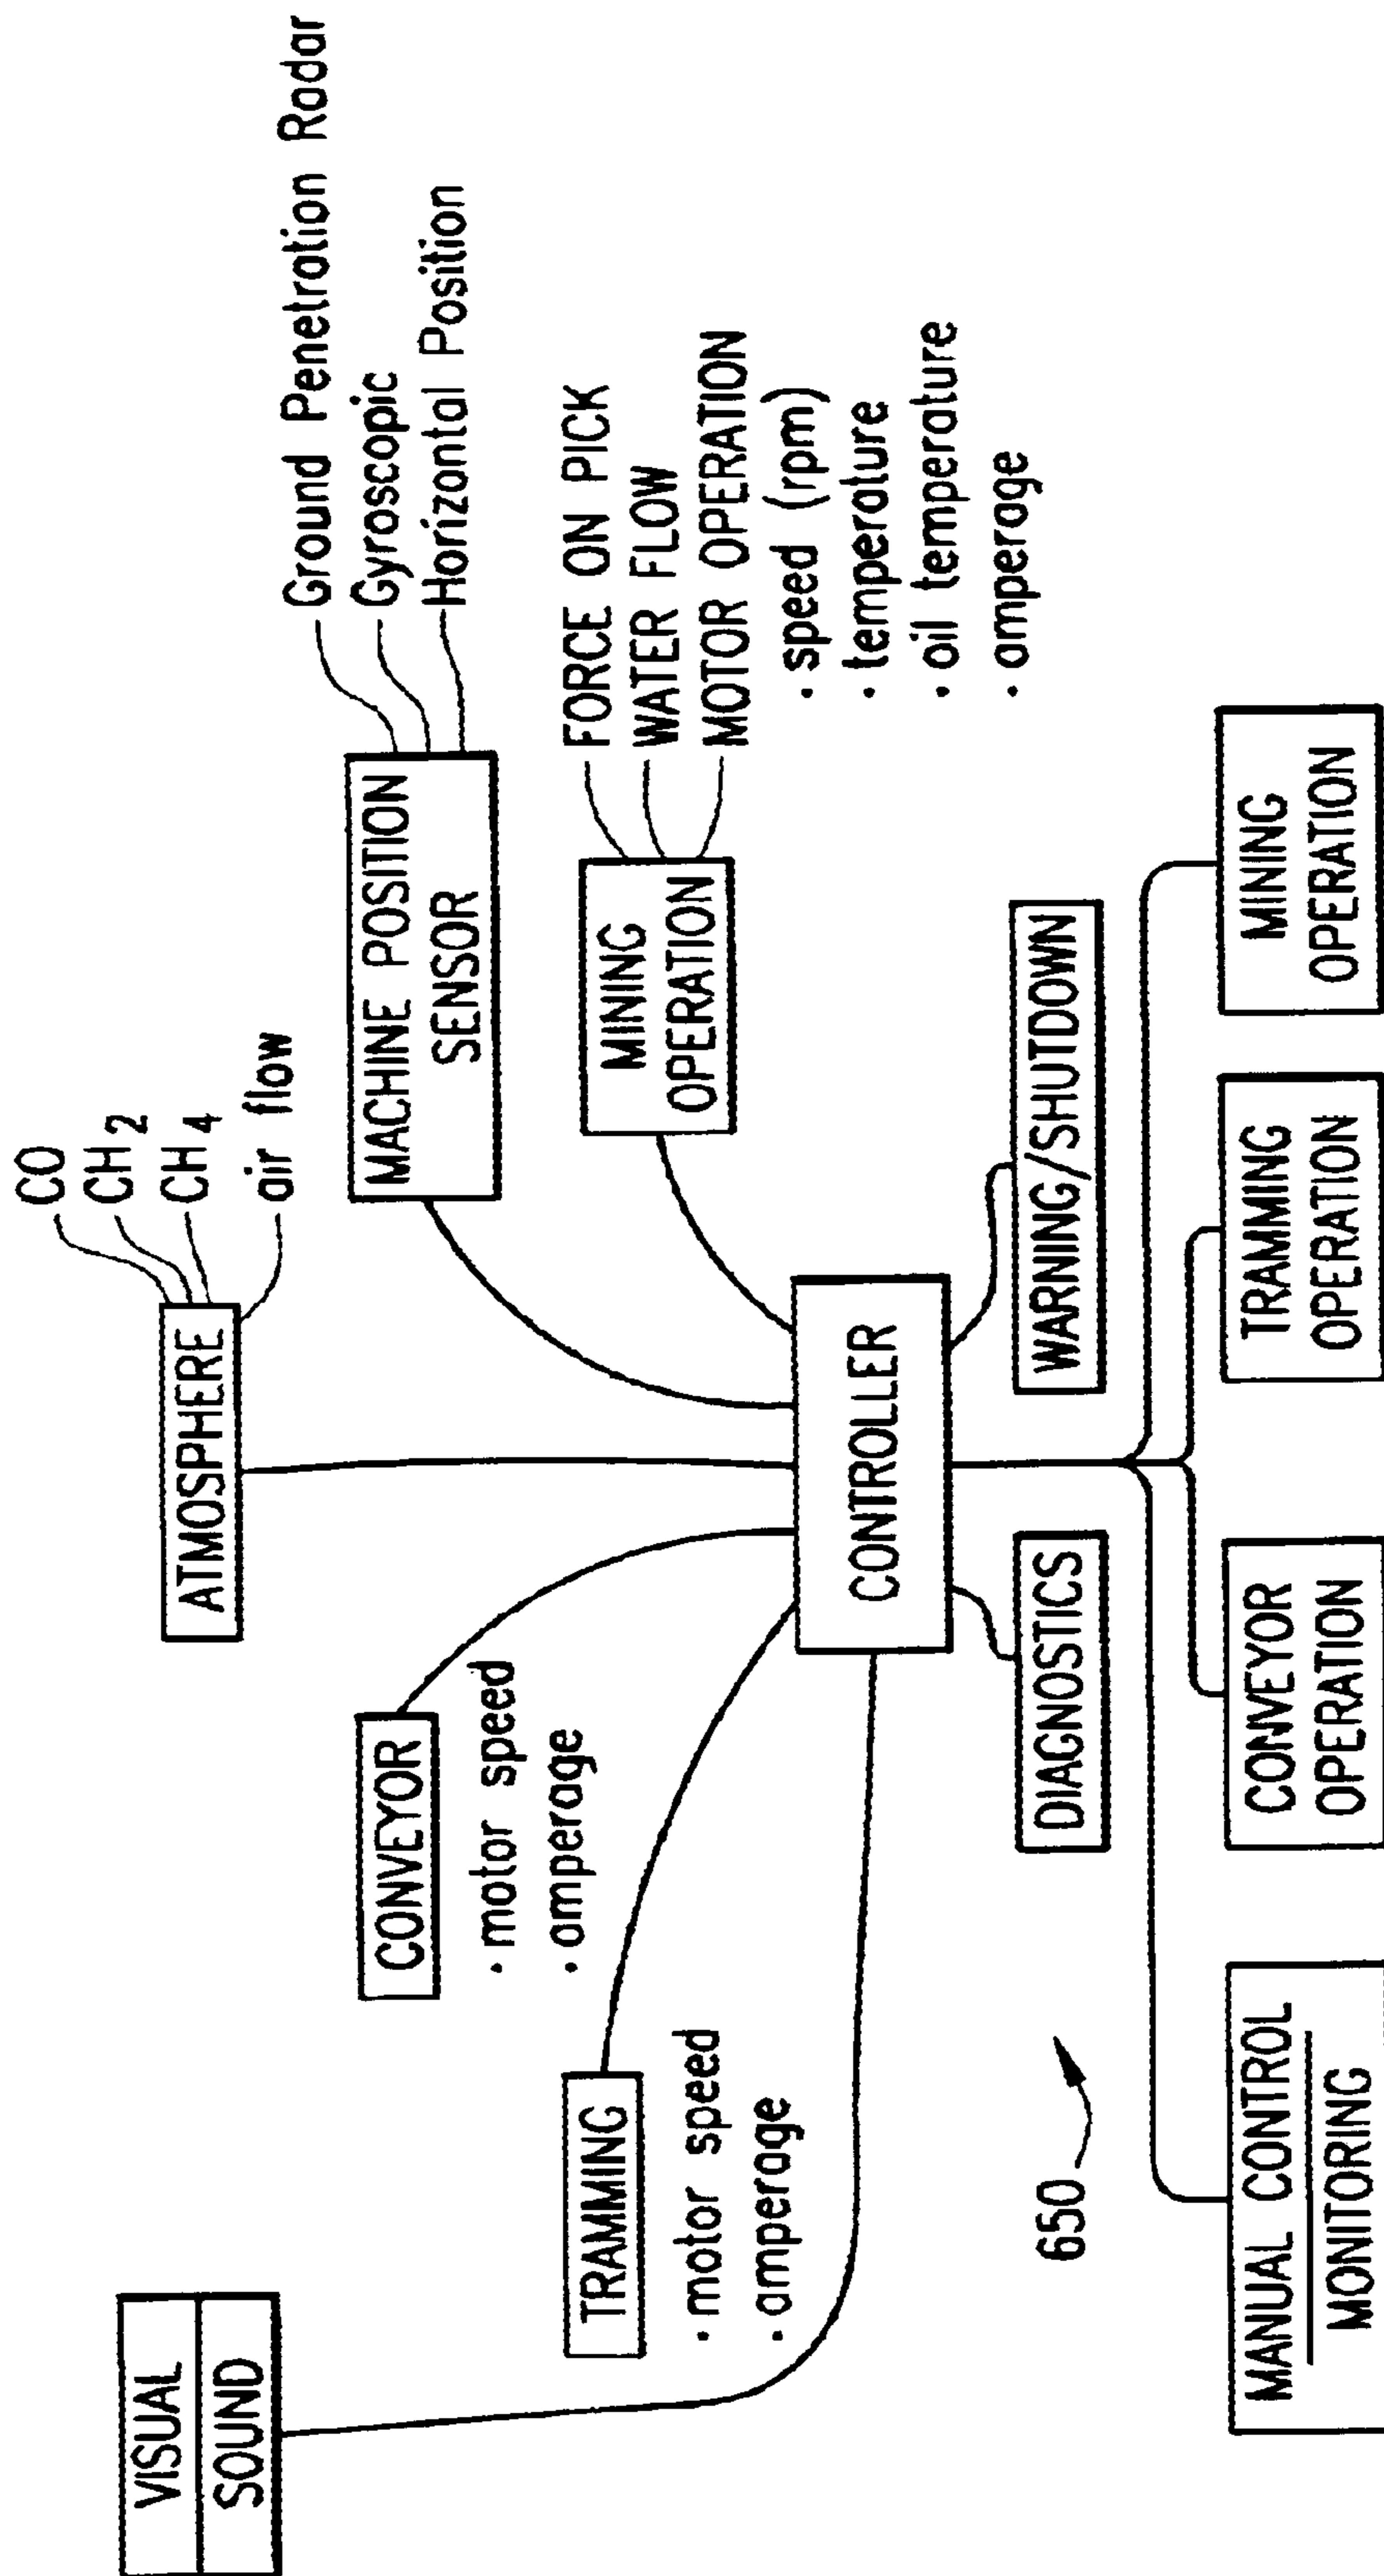 VISUAL
SOUND
TRAMMING
· motor speed
· amperage
CONVEYOR
· motor speed
· amperage
ATMOSPHERE
CO
CH2
CH4
air flow
MACHINE POSITION
SENSOR
Ground Penetration Radar
Gyroscopic
Horizontal Position
MINING
OPERATION
FORCE ON PICK
WATER FLOW
MOTOR OPERATION
· speed (rpm)
· temperature
· oil temperature
· amperage
CONTROLLER
650
DIAGNOSTICS
WARNING/SHUTDOWN
MANUAL CONTROL
MONITORING
CONVEYOR
OPERATION
TRAMMING
OPERATION
MINING
OPERATION